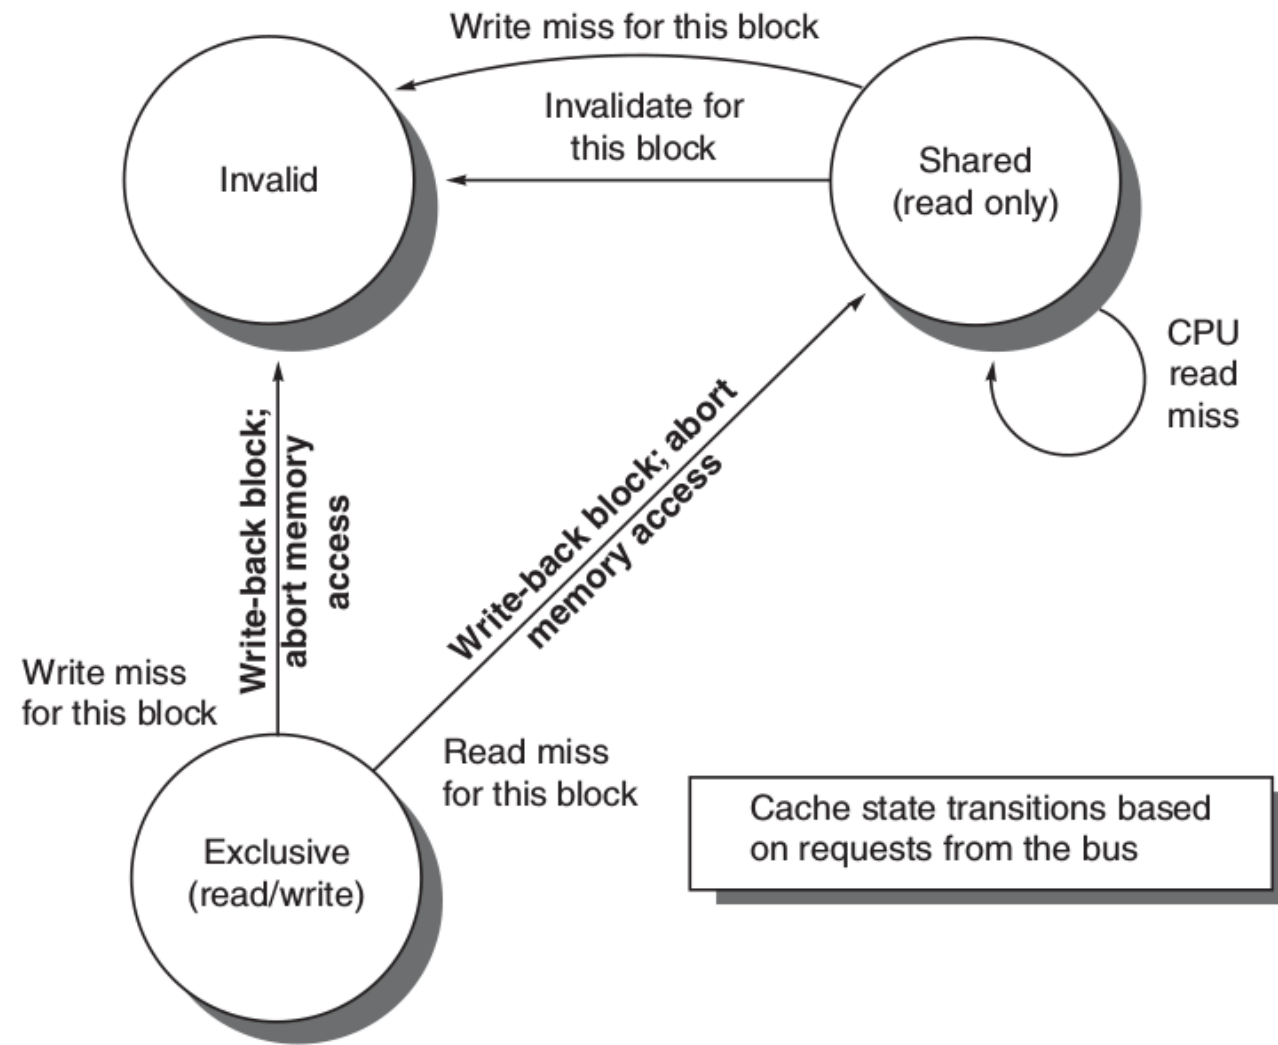 Write miss for this block
Invalidate for
this block
Invalid
Shared
(read only)
CPU
read
miss
Write-back block;
abort memory
access
Write-back block; abort
memory access
Write miss
for this block
Read miss
for this block
Exclusive
(read/write)
Cache state transitions based
on requests from the bus